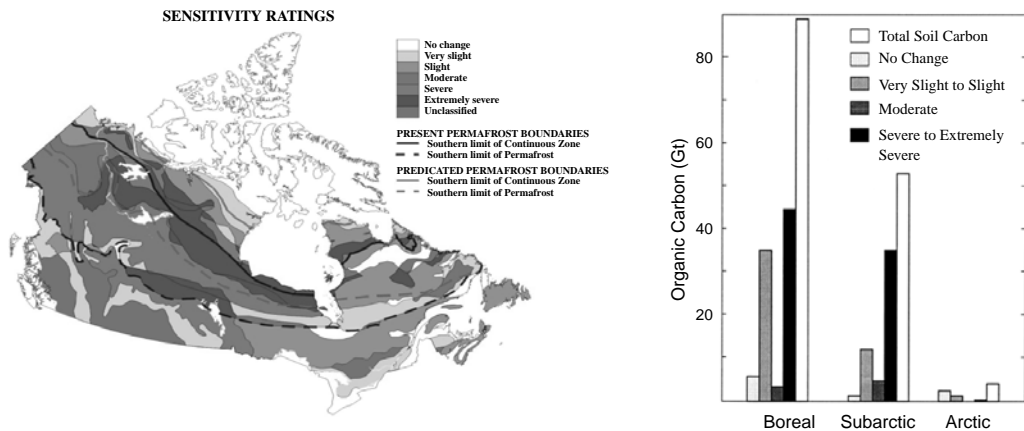 SENSITIVITY RATINGS
No change
Very slight
Slight
Moderate
Severe
Extremely severe
Unclassified
PRESENT PERMAFROST BOUNDARIES
Southern limit of Continuous Zone
Southern limit of Permafrost
PREDICATED PERMAFROST BOUNDARIES
Southern limit of Continuous Zone
Southern limit of Permafrost
Organic Carbon (Gt)
80
60
40
20
Total Soil Carbon
No Change
Very Slight to Slight
Moderate
Severe to Extremely
Severe
Boreal Subarctic Arctic